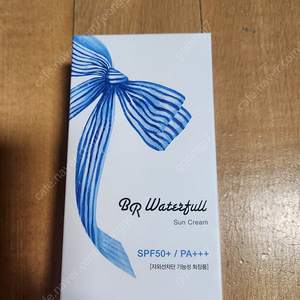 BR Waterfull
Sun Cream
SPF50+ / PA+++
[자외선차단 기능성 화장품]